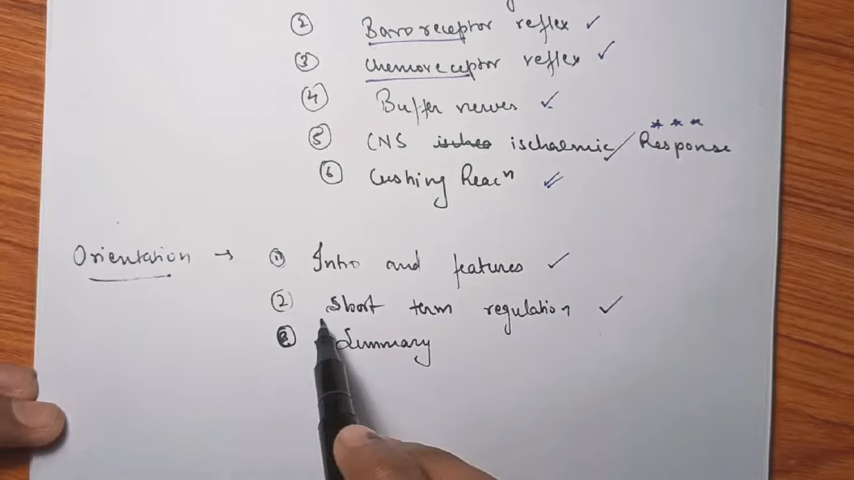 ② Baroreceptor reflex ✓
③ chemoreceptor reflex ✓
④ Buffer nerves ✓
⑤ CNS ischaemic / Response ***
⑥ Cushing Reacⁿ ✓
Orientation → ① Intro and features ✓
② Short term regulation ✓
③ Summary